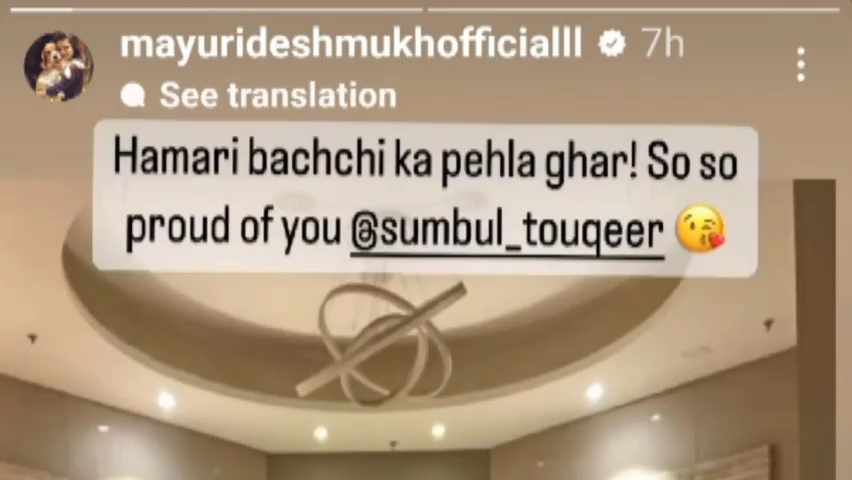 mayurideshmukhofficialll 7h
See translation
Hamari bachchi ka pehla ghar! So so
proud of you @sumbul_touqeer 😘